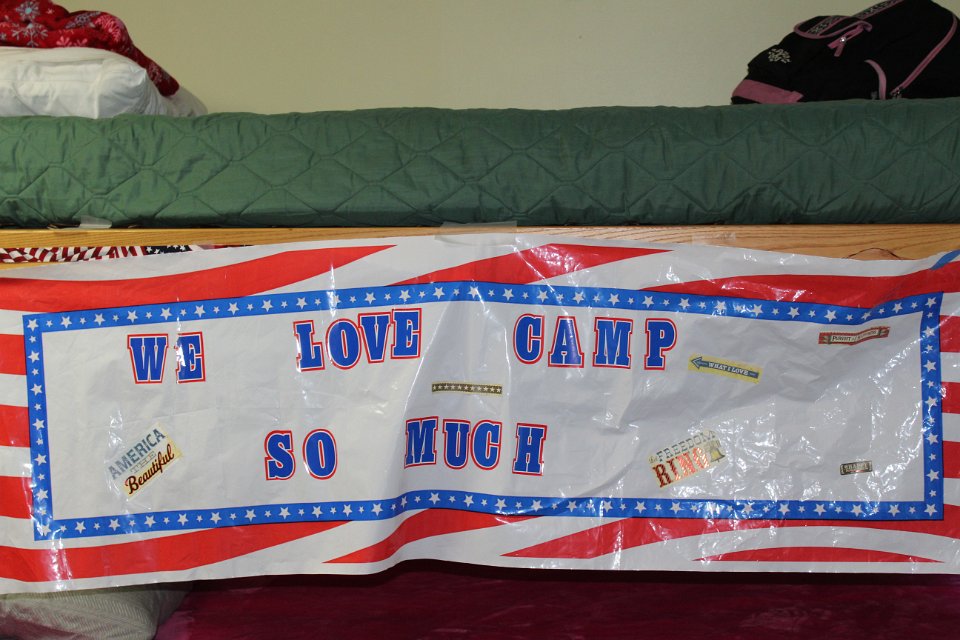 WE LOVE CAMP
WHAT I LOVE
SO MUCH
AMERICA
Beautiful
FREEDOM
RING